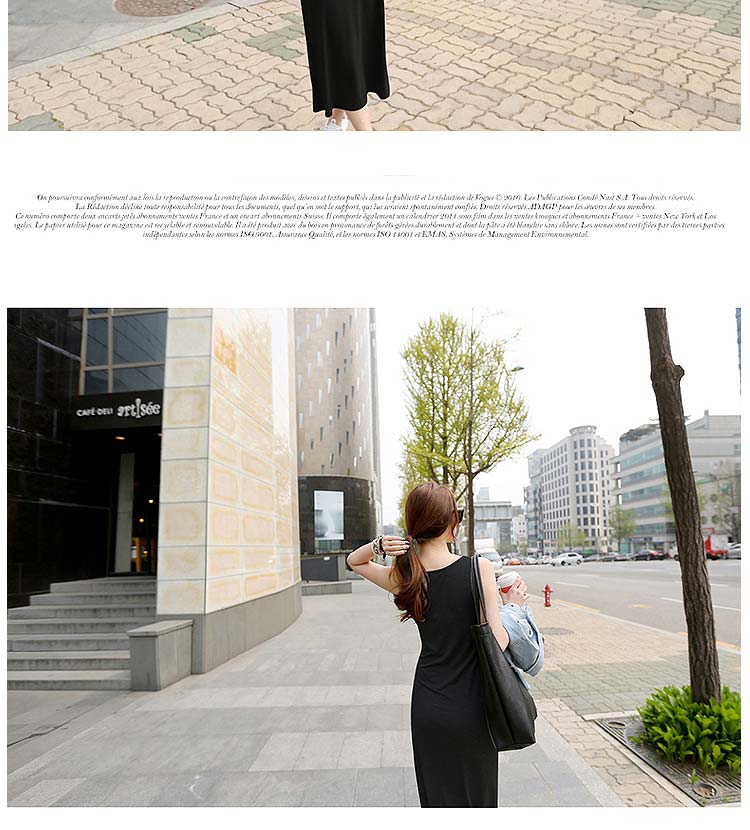 On poursuivra conformément aux lois la reproduction ou la contrefaçon des modèles, dessins et textes publiés dans la publicité et la rédaction de Vogue © 2010. Les Publications Condé Nast S.A. Tous droits réservés.
La Rédaction décline toute responsabilité pour tous les documents, quel qu'en soit le support, qui lui seraient spontanément confiés. Droits réservés ADAGP pour les œuvres de ses membres.
Ce numéro comporte deux encarts jetés abonnements ventes France et un encart abonnements Suisse. Il comporte également un calendrier 2011 sous film dans les ventes kiosques et abonnements France + ventes New York et Los
ngeles. Le papier utilisé pour ce magazine est recyclable et renouvelable. Il a été produit avec du bois en provenance de forêts gérées durablement et dont la pâte a été blanchie sans chlore. Les usines sont certifiées par des tierces parties
indépendantes selon les normes ISO 9001, Assurance Qualité, et les normes ISO 14001 et EMAS, Systèmes de Management Environnemental.
CAFÉ·DELI artisée